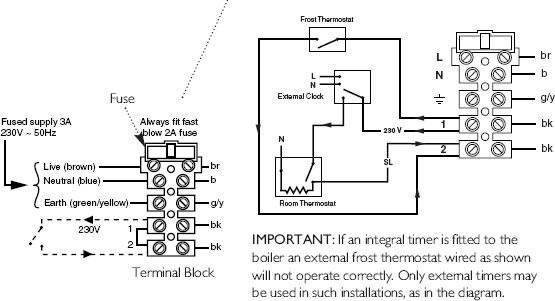 Fuse
Fused supply 3A
230V ~ 50Hz
Always fit fast
blow 2A fuse
Live (brown)
br
Neutral (blue)
b
Earth (green/yellow)
g/y
230V
1
bk
2
bk
Terminal Block
Frost Thermostat
L
N
External Clock
230 V
N
SL
Room Thermostat
L
br
N
b
g/y
1
bk
2
bk
IMPORTANT: If an integral timer is fitted to the
boiler an external frost thermostat wired as shown
will not operate correctly. Only external timers may
be used in such installations, as in the diagram.